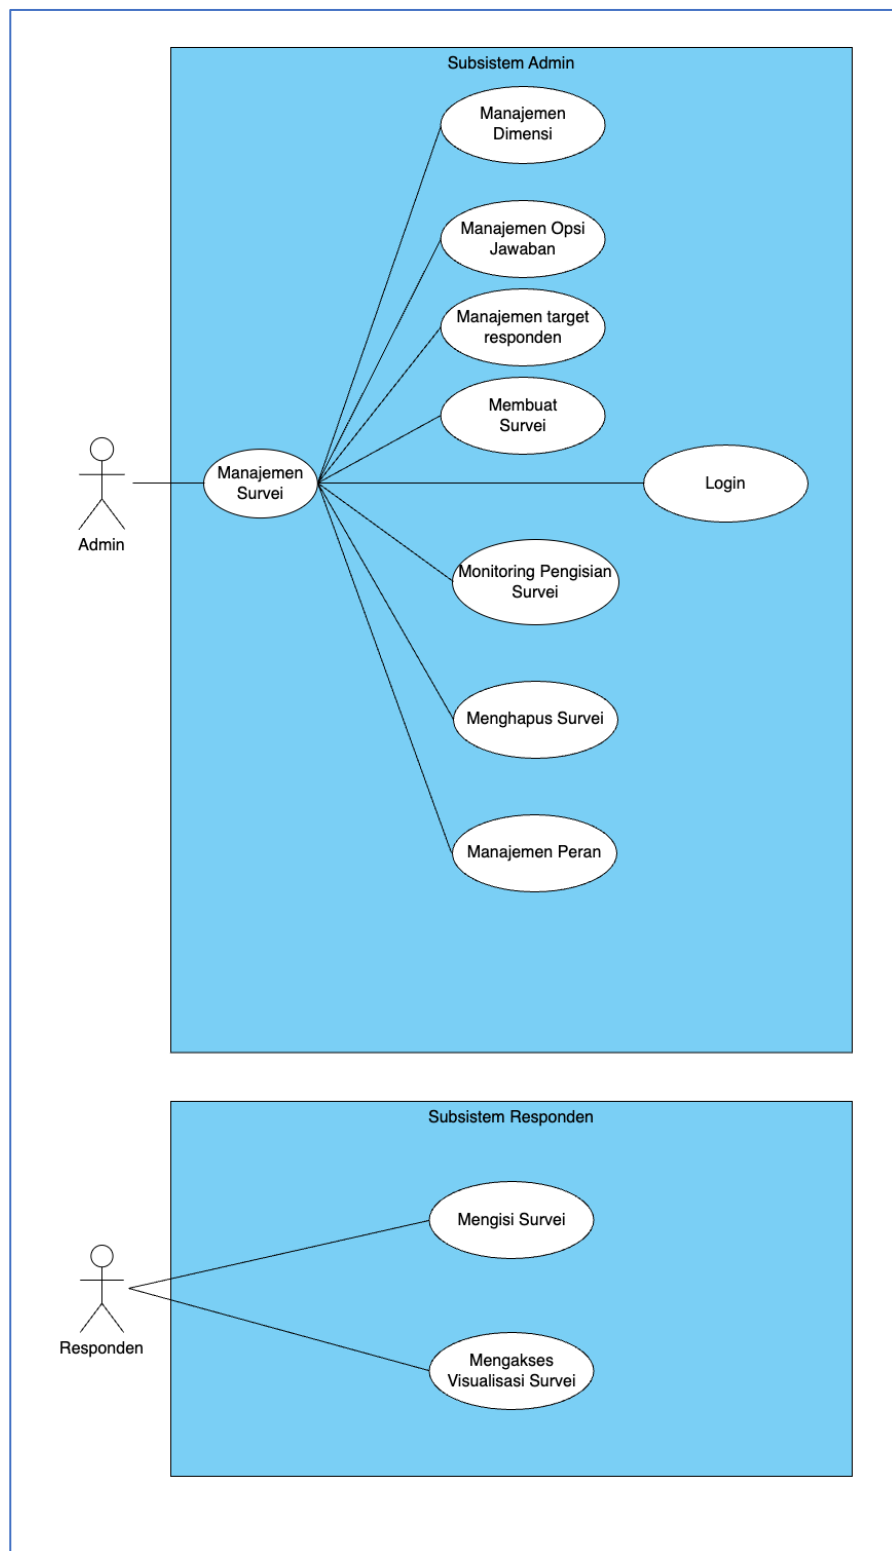 Subsistem Admin
Manajemen
Dimensi
Manajemen Opsi
Jawaban
Manajemen target
responden
Membuat
Survei
Manajemen
Survei
Login
Admin
Monitoring Pengisian
Survei
Menghapus Survei
Manajemen Peran
Subsistem Responden
Mengisi Survei
Responden
Mengakses
Visualisasi Survei